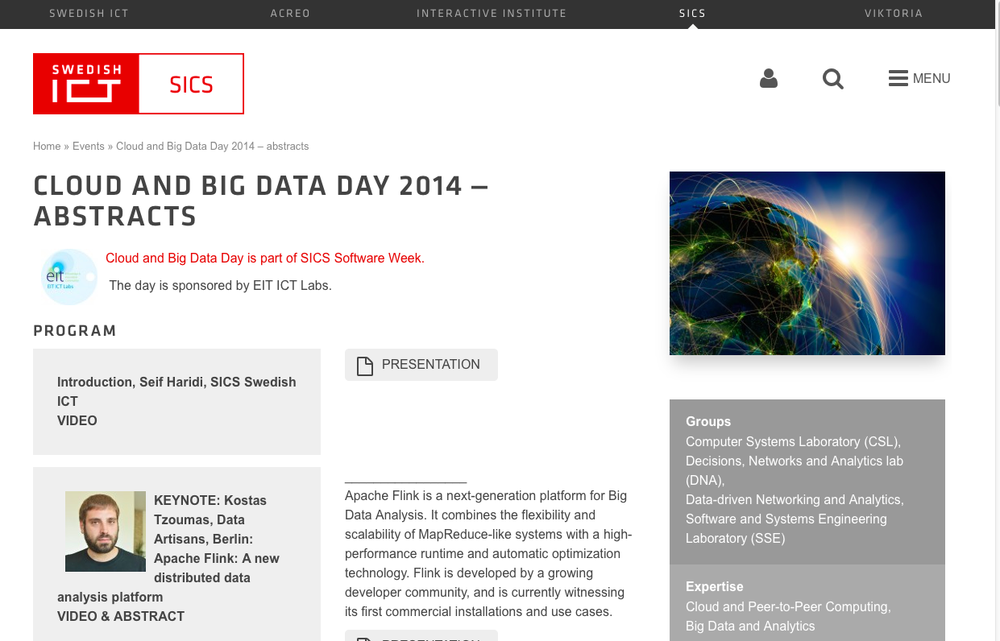 SWEDISH ICT
ACREO
INTERACTIVE INSTITUTE
SICS
VIKTORIA
SWEDISH
ICT
SICS
MENU
Home » Events » Cloud and Big Data Day 2014 – abstracts
CLOUD AND BIG DATA DAY 2014 –
ABSTRACTS
eit
EIT ICT Labs
Cloud and Big Data Day is part of SICS Software Week.
The day is sponsored by EIT ICT Labs.
PROGRAM
Introduction, Seif Haridi, SICS Swedish
ICT
VIDEO
PRESENTATION
KEYNOTE: Kostas
Tzoumas, Data
Artisans, Berlin:
Apache Flink: A new
distributed data
analysis platform
VIDEO & ABSTRACT
Apache Flink is a next-generation platform for Big
Data Analysis. It combines the flexibility and
scalability of MapReduce-like systems with a high-
performance runtime and automatic optimization
technology. Flink is developed by a growing
developer community, and is currently witnessing
its first commercial installations and use cases.
PRESENTATION
Groups
Computer Systems Laboratory (CSL),
Decisions, Networks and Analytics lab
(DNA),
Data-driven Networking and Analytics,
Software and Systems Engineering
Laboratory (SSE)
Expertise
Cloud and Peer-to-Peer Computing,
Big Data and Analytics